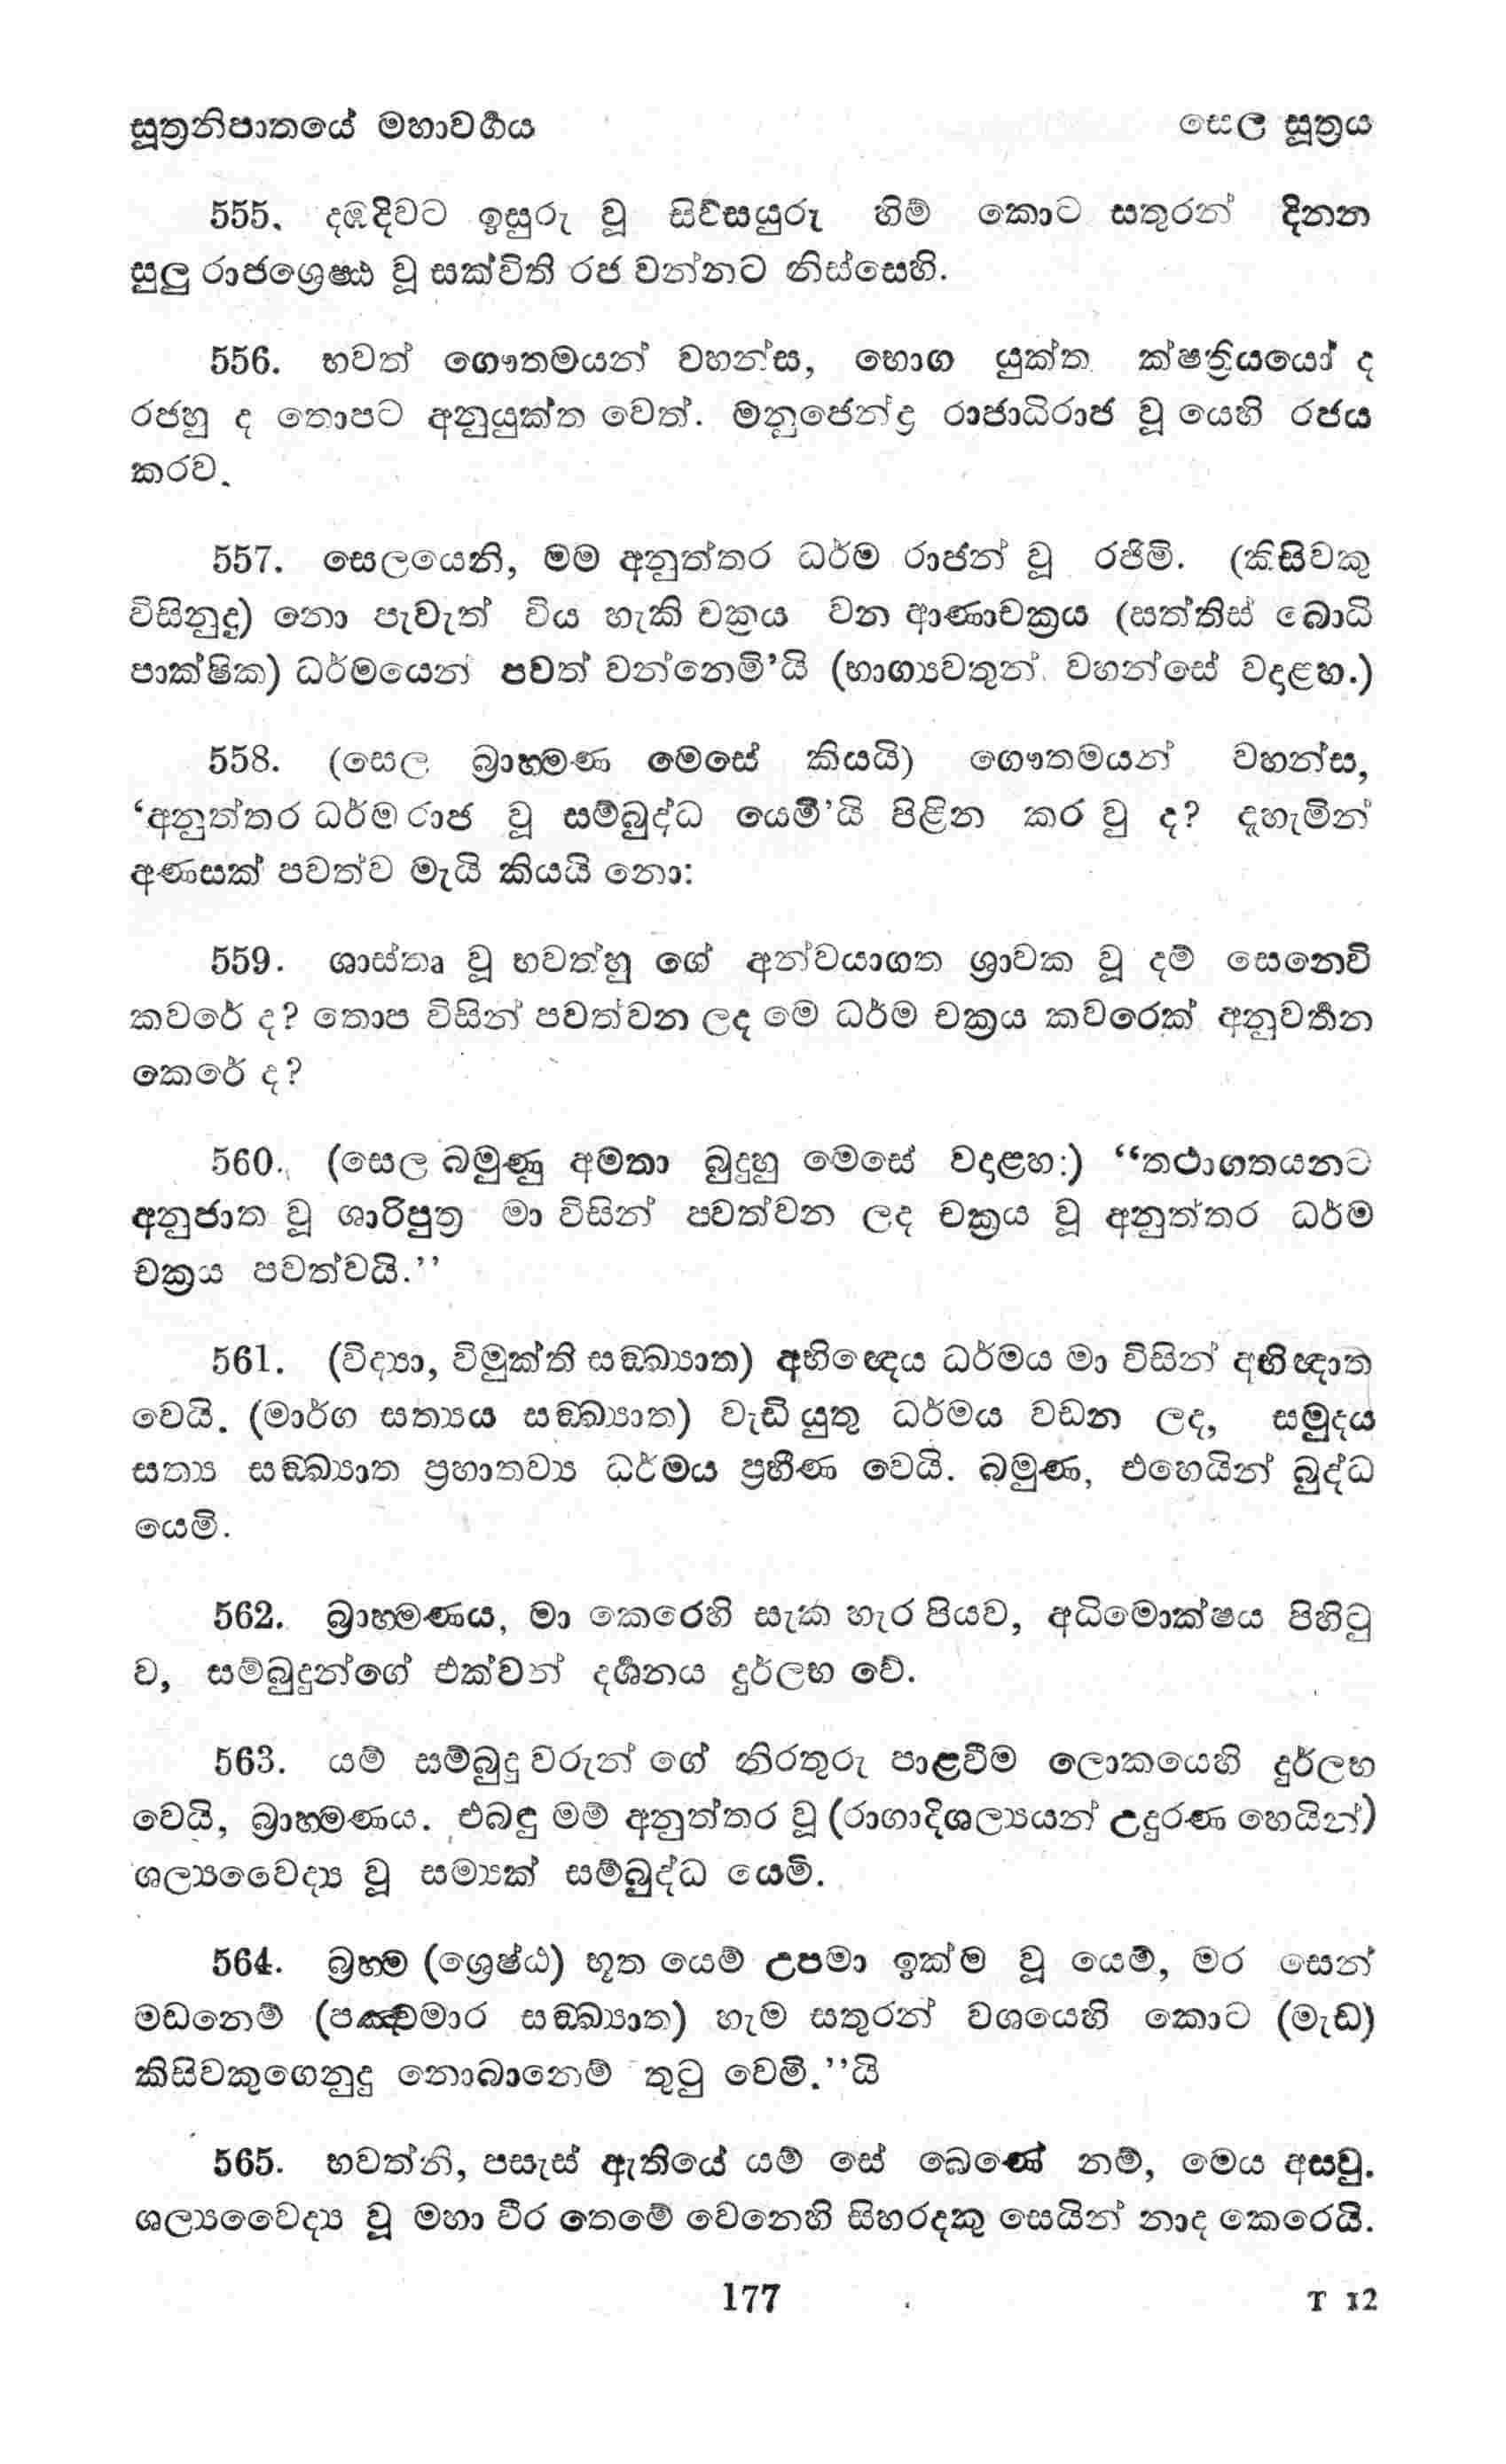 සූත්‍රනිපාතයේ මහාවර්‍ගය සෙල සූත්‍රය
555. දඹදිවට ඉසුරු වූ සිව්සයුරු හිම් කොට සතුරන් දිනන
සුලු රාජශ්‍රෙෂ්ඨ වූ සක්විති රජ වන්නට නිස්සෙහි.
556. භවත් ගෞතමයන් වහන්ස, භොග යුක්ත ක්ෂත්‍රියයෝ ද
රජහු ද තොපට අනුයුක්ත වෙත්. මනුජේන්ද්‍ර රාජාධිරාජ වූ යෙහි රජය
කරව.
557. සෙලයෙනි, මම අනුත්තර ධර්ම රාජන් වූ රජිමි. (කිසිවකු
විසිනුදු) නො පැවැත් විය හැකි චක්‍රය වන ආණාචක්‍රය (සත්තිස් බොධි
පාක්ෂික) ධර්මයෙන් පවත් වන්නෙමි’යි (භාග්‍යවතුන් වහන්සේ වදාළහ.)
558. (සෙල බ්‍රාහ්මණ මෙසේ කියයි) ගෞතමයන් වහන්ස,
‘අනුත්තර ධර්ම රාජ වූ සම්බුද්ධ යෙමී’යි පිළින කර වු ද? දැහැමින්
අණසක් පවත්ව මැයි කියයි නො:
559. ශාස්තෘ වූ භවත්හු ගේ අන්වයාගත ශ්‍රාවක වූ දම් සෙනෙවි
කවරේ ද? තොප විසින් පවත්වන ලද මෙ ධර්ම චක්‍රය කවරෙක් අනුවර්‍තන
කෙරේ ද?
560. (සෙල බමුණු අමතා බුදුහු මෙසේ වදාළහ:) “තථාගතයනට
අනුජාත වූ ශාරිපුත්‍ර මා විසින් පවත්වන ලද චක්‍රය වූ අනුත්තර ධර්ම
චක්‍රය පවත්වයි.”
561. (විද්‍යා, විමුක්ති සඞ්ඛ්‍යාත) අභිඥෙය ධර්මය මා විසින් අභිඥාත
වෙයි. (මාර්ග සත්‍යය සඞ්ඛ්‍යාත) වැඩි යුතු ධර්මය වඩන ලද, සමුදය
සත්‍ය සඞ්ඛ්‍යාත ප්‍රහාතව්‍ය ධර්මය ප්‍රහීණ වෙයි. බමුණ, එහෙයින් බුද්ධ
යෙමි.
562. බ්‍රාහ්මණය, මා කෙරෙහි සැක හැර පියව, අධිමොක්ෂය පිහිටු
ව, සම්බුදුන්ගේ එක්වන් දර්‍ශනය දුර්ලභ වේ.
563. යම් සම්බුදු වරුන් ගේ නිරතුරු පාළවීම ලොකයෙහි දුර්ලභ
වෙයි, බ්‍රාහ්මණය. එබඳු මම් අනුත්තර වූ (රාගාදිශල්‍යයන් උදුරණ හෙයින්)
ශල්‍යවෛද්‍ය වූ සම්‍යක් සම්බුද්ධ යෙමි.
564. බ්‍රහ්ම (ශ්‍රෙෂ්ඨ) භූත යෙම් උපමා ඉක්ම වූ යෙම්, මර සෙන්
මඩනෙම් (පඤ්චමාර සඞ්ඛ්‍යාත) හැම සතුරන් වශයෙහි කොට (මැඩ)
කිසිවකුගෙනුදු නොබානෙම් තුටු වෙමි.”යි
565. භවත්නි, පසැස් ඇතියේ යම් සේ බෙණේ නම්, මෙය අසවු.
ශල්‍යවෛද්‍ය වූ මහා වීර තෙමේ වෙනෙහි සිහරදකු සෙයින් නාද කෙරෙයි.
177 T 12